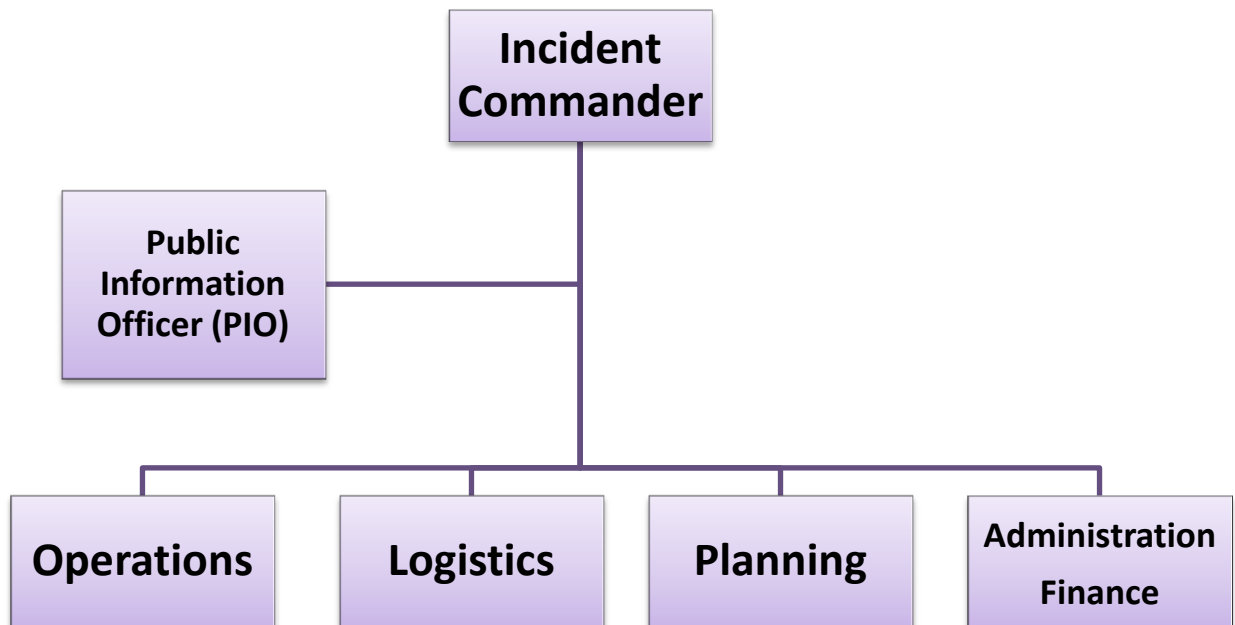 Incident
Commander
Public
Information
Officer (PIO)
Operations
Logistics
Planning
Administration
Finance